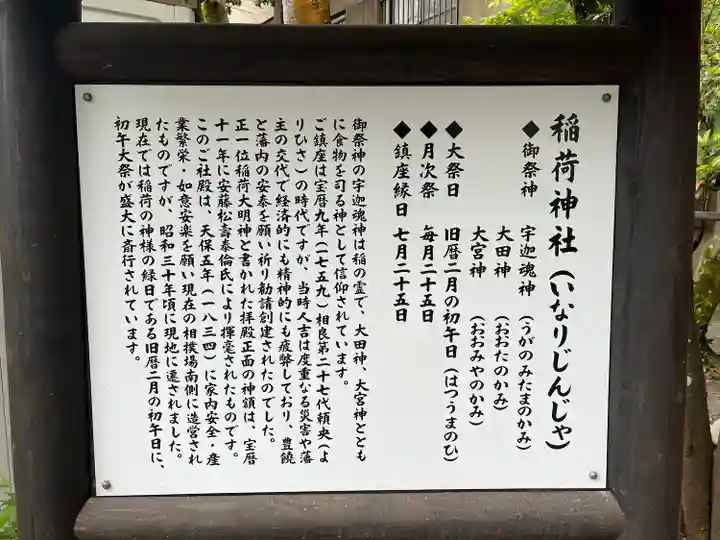 稲荷神社（いなりじんじゃ）
◆御祭神　宇迦魂神（うがのみたまのかみ）
大田神（おおたのかみ）
大宮神（おおみやのかみ）
◆大祭日　旧暦二月の初午日（はつうまのひ）
◆月次祭　毎月二十五日
◆鎮座縁日　七月二十五日
御祭神の宇迦魂神は稲の霊で、大田神、大宮神ととも
に食物を司る神として信仰されています。
ご鎮座は宝暦九年（一七五九）相良第二十七代頼央（よ
りひさ）の時代ですが、当時人吉は度重なる災害や藩
主の交代で経済的にも精神的にも疲弊しており、豊饒
と藩内の安泰を願い祈り勧請創建されたのでした。
正一位稲荷大明神と書かれた拝殿正面の神額は、宝暦
十一年に安藤松壽泰倫氏により揮毫されたものです。
このご社殿は、天保五年（一八三四）に家内安全・産
業繁栄・如意安楽を願い現在の相撲場南側に造営され
たものですが、昭和三十年頃に現地に遷されました。
現在では稲荷の神様の縁日である旧暦二月の初午日に、
初午大祭が盛大に斎行されています。